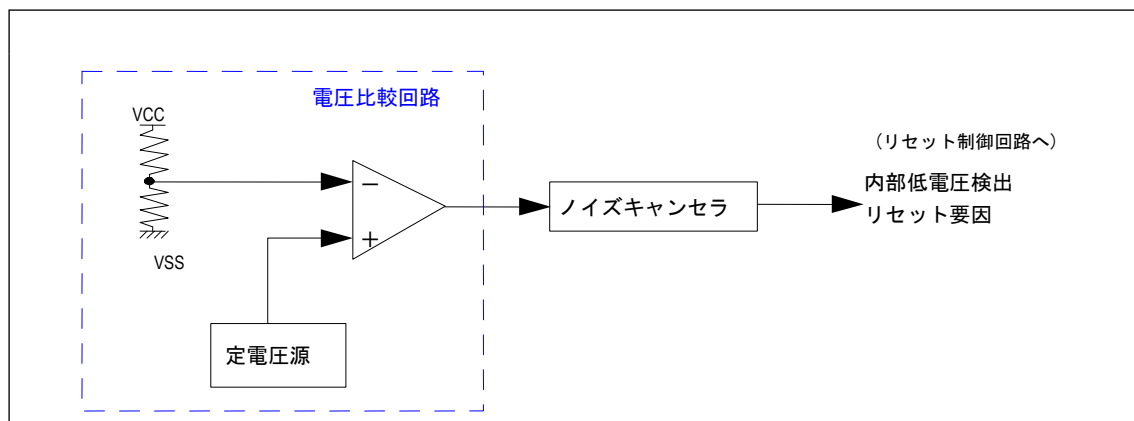 電圧比較回路
VCC
(リセット制御回路へ)
−
内部低電圧検出
リセット要因
ノイズキャンセラ
+
VSS
定電圧源